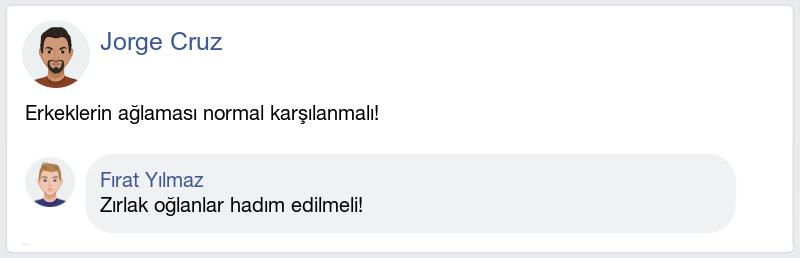 Jorge Cruz
Erkeklerin ağlaması normal karşılanmalı!
Fırat Yılmaz
Zırlak oğlanlar hadım edilmeli!